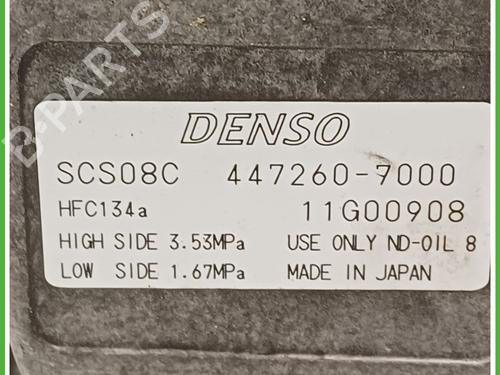 B-PARTS
DENSO
SCS08C 447260-7000
HFC134a 11G00908
HIGH SIDE 3.53MPa USE ONLY ND-OIL 8
LOW SIDE 1.67MPa MADE IN JAPAN